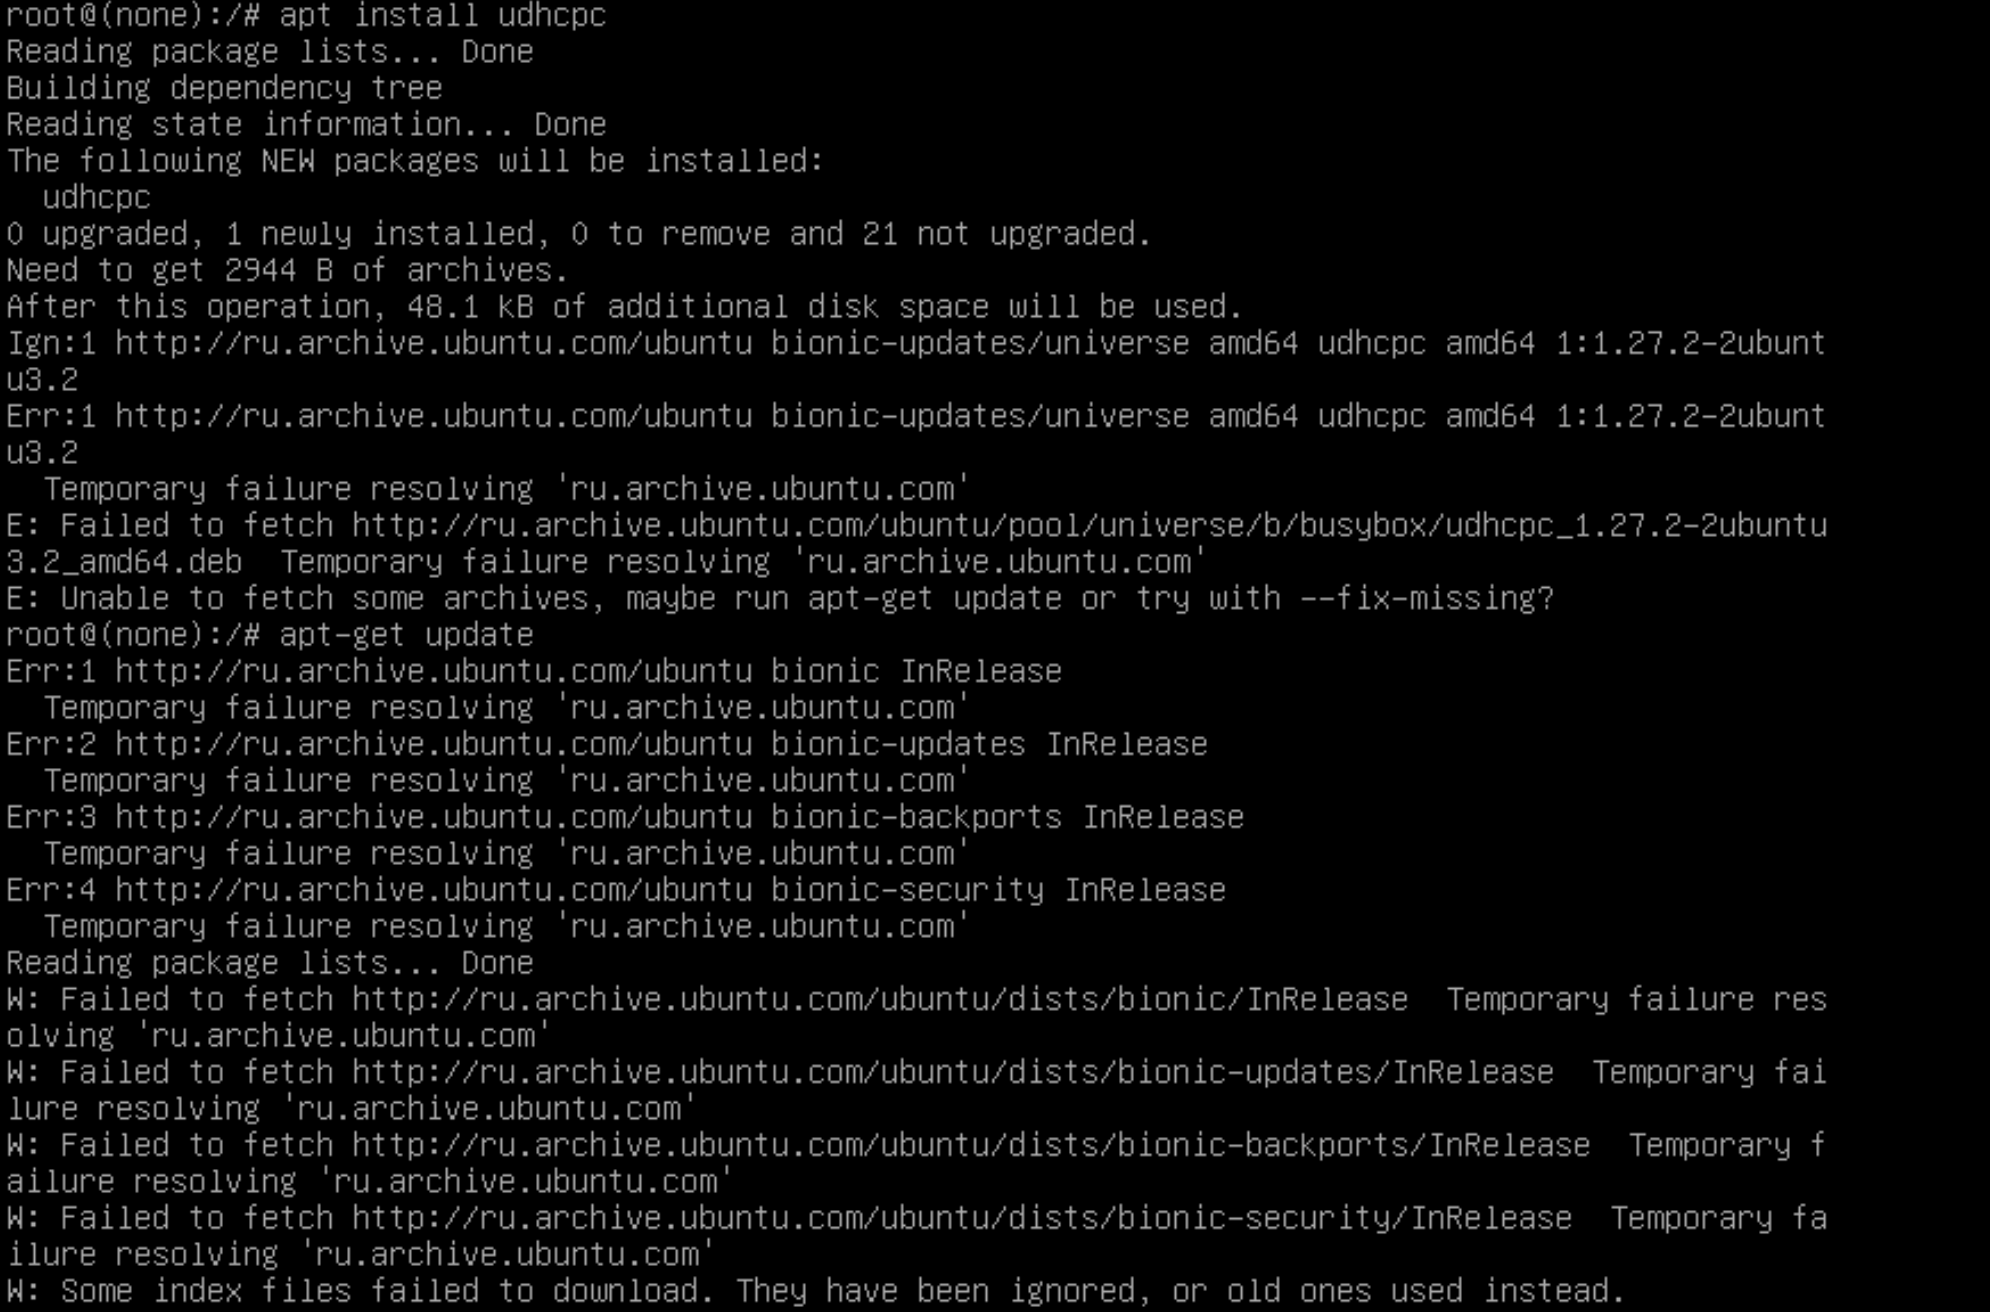 root@(none):/# apt install udhcpc
Reading package lists... Done
Building dependency tree
Reading state information... Done
The following NEW packages will be installed:
  udhcpc
0 upgraded, 1 newly installed, 0 to remove and 21 not upgraded.
Need to get 2944 B of archives.
After this operation, 48.1 kB of additional disk space will be used.
Ign:1 http://ru.archive.ubuntu.com/ubuntu bionic-updates/universe amd64 udhcpc amd64 1:1.27.2-2ubunt
u3.2
Err:1 http://ru.archive.ubuntu.com/ubuntu bionic-updates/universe amd64 udhcpc amd64 1:1.27.2-2ubunt
u3.2
  Temporary failure resolving 'ru.archive.ubuntu.com'
E: Failed to fetch http://ru.archive.ubuntu.com/ubuntu/pool/universe/b/busybox/udhcpc_1.27.2-2ubuntu
3.2_amd64.deb  Temporary failure resolving 'ru.archive.ubuntu.com'
E: Unable to fetch some archives, maybe run apt-get update or try with --fix-missing?
root@(none):/# apt-get update
Err:1 http://ru.archive.ubuntu.com/ubuntu bionic InRelease
  Temporary failure resolving 'ru.archive.ubuntu.com'
Err:2 http://ru.archive.ubuntu.com/ubuntu bionic-updates InRelease
  Temporary failure resolving 'ru.archive.ubuntu.com'
Err:3 http://ru.archive.ubuntu.com/ubuntu bionic-backports InRelease
  Temporary failure resolving 'ru.archive.ubuntu.com'
Err:4 http://ru.archive.ubuntu.com/ubuntu bionic-security InRelease
  Temporary failure resolving 'ru.archive.ubuntu.com'
Reading package lists... Done
W: Failed to fetch http://ru.archive.ubuntu.com/ubuntu/dists/bionic/InRelease  Temporary failure res
olving 'ru.archive.ubuntu.com'
W: Failed to fetch http://ru.archive.ubuntu.com/ubuntu/dists/bionic-updates/InRelease  Temporary fai
lure resolving 'ru.archive.ubuntu.com'
W: Failed to fetch http://ru.archive.ubuntu.com/ubuntu/dists/bionic-backports/InRelease  Temporary f
ailure resolving 'ru.archive.ubuntu.com'
W: Failed to fetch http://ru.archive.ubuntu.com/ubuntu/dists/bionic-security/InRelease  Temporary fa
ilure resolving 'ru.archive.ubuntu.com'
W: Some index files failed to download. They have been ignored, or old ones used instead.